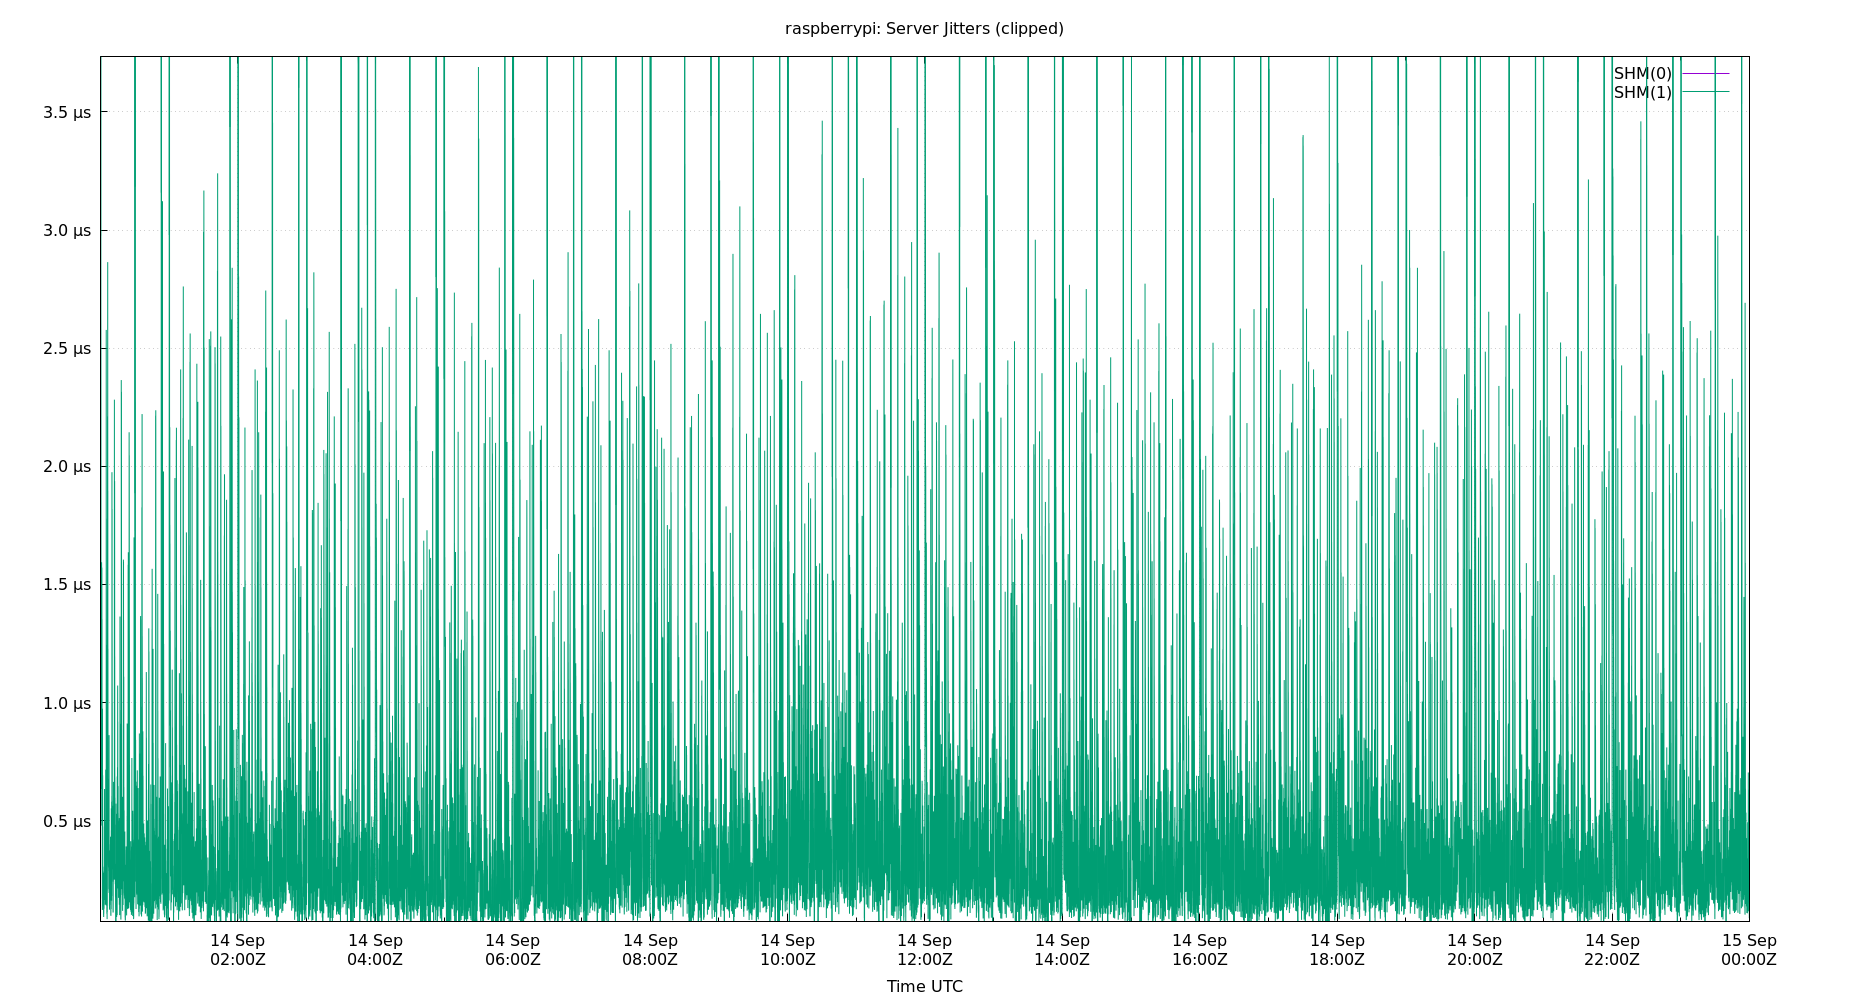 raspberrypi: Server Jitters (clipped)
SHM(0)
SHM(1)
3.5 μs
3.0 μs
2.5 μs
2.0 μs
1.5 μs
1.0 μs
0.5 μs
14 Sep 14 Sep 14 Sep 14 Sep 14 Sep 14 Sep 14 Sep 14 Sep 14 Sep 14 Sep 14 Sep 15 Sep
02:00Z 04:00Z 06:00Z 08:00Z 10:00Z 12:00Z 14:00Z 16:00Z 18:00Z 20:00Z 22:00Z 00:00Z
Time UTC